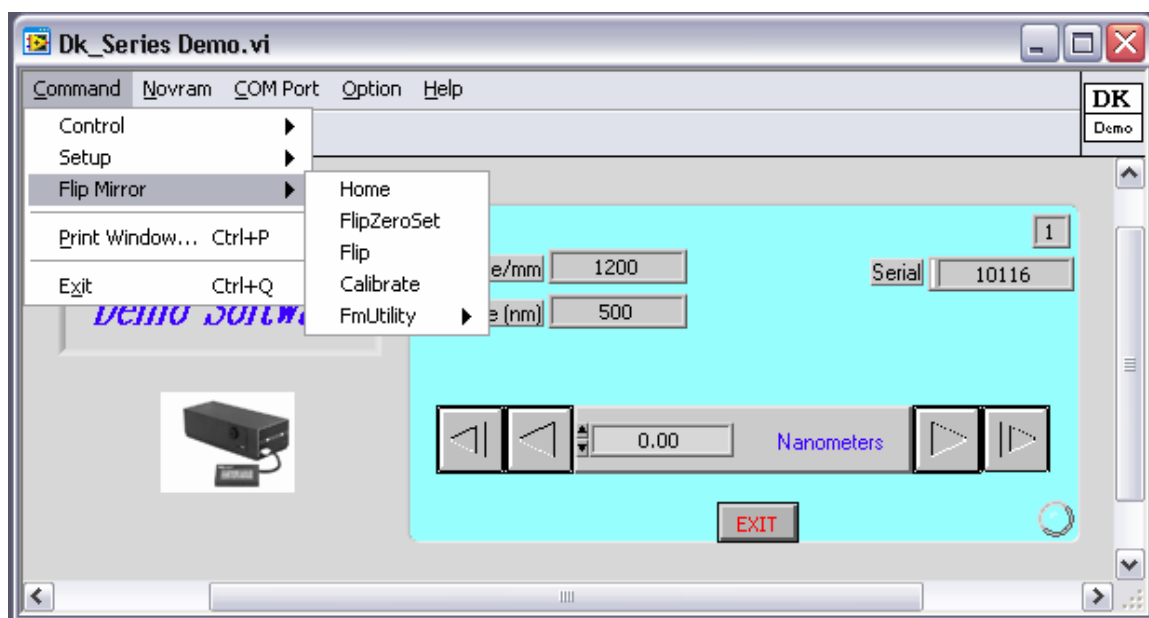 Dk_Series Demo.vi
Command Novram COM Port Option Help
DK
Demo
Control
Setup
Flip Mirror
Print Window... Ctrl+P
Exit Ctrl+Q
Home
FlipZeroSet
Flip
Calibrate
FmUtility
1
e/mm 1200
Serial 10116
e (nm) 500
Demo
0.00 Nanometers
EXIT